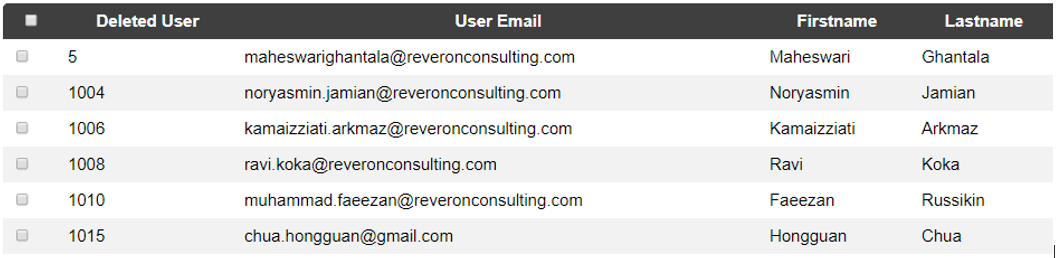 Deleted User User Email Firstname Lastname
5 maheswarighantala@reveronconsulting.com Maheswari Ghantala
1004 noryasmin.jamian@reveronconsulting.com Noryasmin Jamian
1006 kamaizziati.arkmaz@reveronconsulting.com Kamaizziati Arkmaz
1008 ravi.koka@reveronconsulting.com Ravi Koka
1010 muhammad.faeezan@reveronconsulting.com Faeezan Russikin
1015 chua.hongguan@gmail.com Hongguan Chua